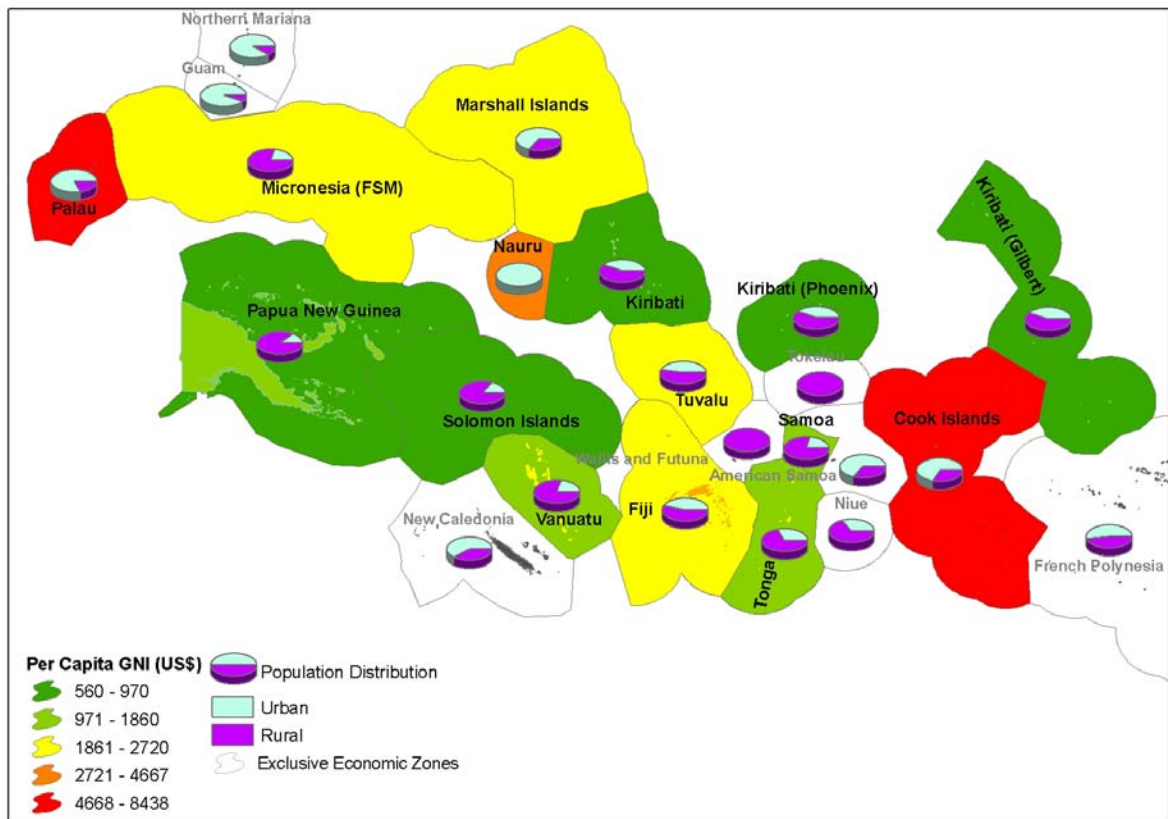 Northern Mariana
Guam
Marshall Islands
Micronesia (FSM)
Palau
Nauru
Kiribati
Kiribati (Phoenix)
Kiribati (Gilbert)
Papua New Guinea
Tokelau
Tuvalu
Samoa
Cook Islands
Solomon Islands
Wallis and Futuna
American Samoa
Vanuatu
Fiji
Niue
New Caledonia
Tonga
French Polynesia
Per Capita GNI (US$)
560 - 970
971 - 1860
1861 - 2720
2721 - 4667
4668 - 8438
Population Distribution
Urban
Rural
Exclusive Economic Zones